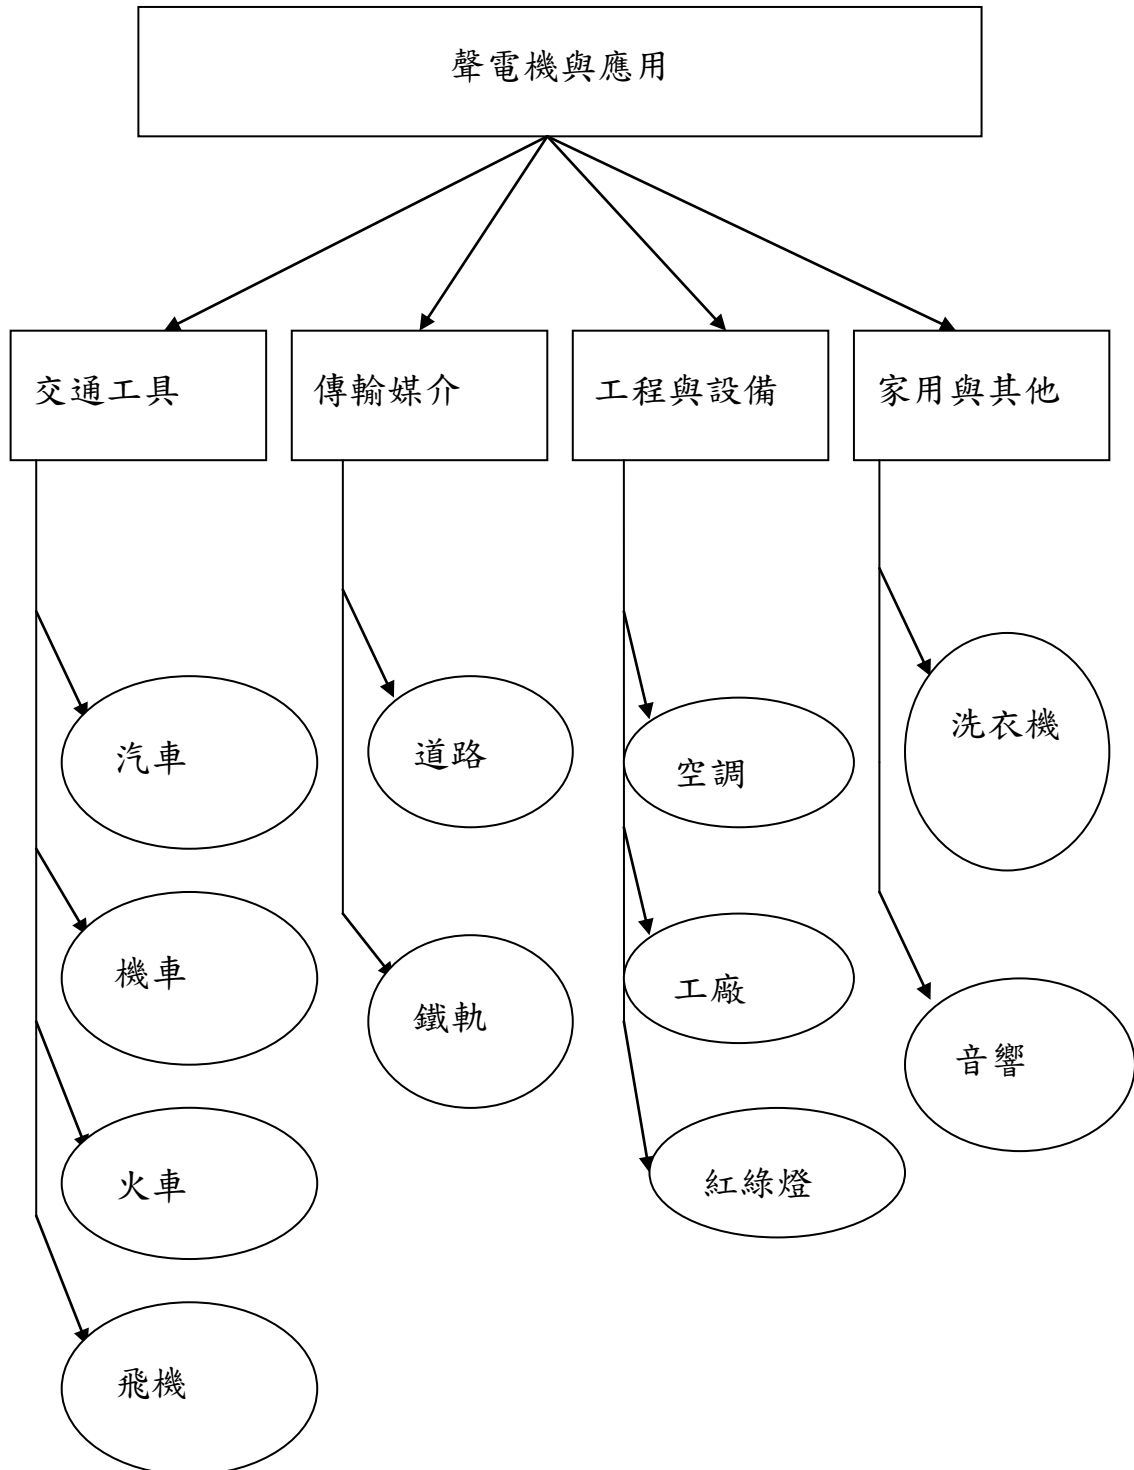 聲電機與應用
交通工具
傳輸媒介
工程與設備
家用與其他
汽車
機車
火車
飛機
道路
鐵軌
空調
工廠
紅綠燈
洗衣機
音響